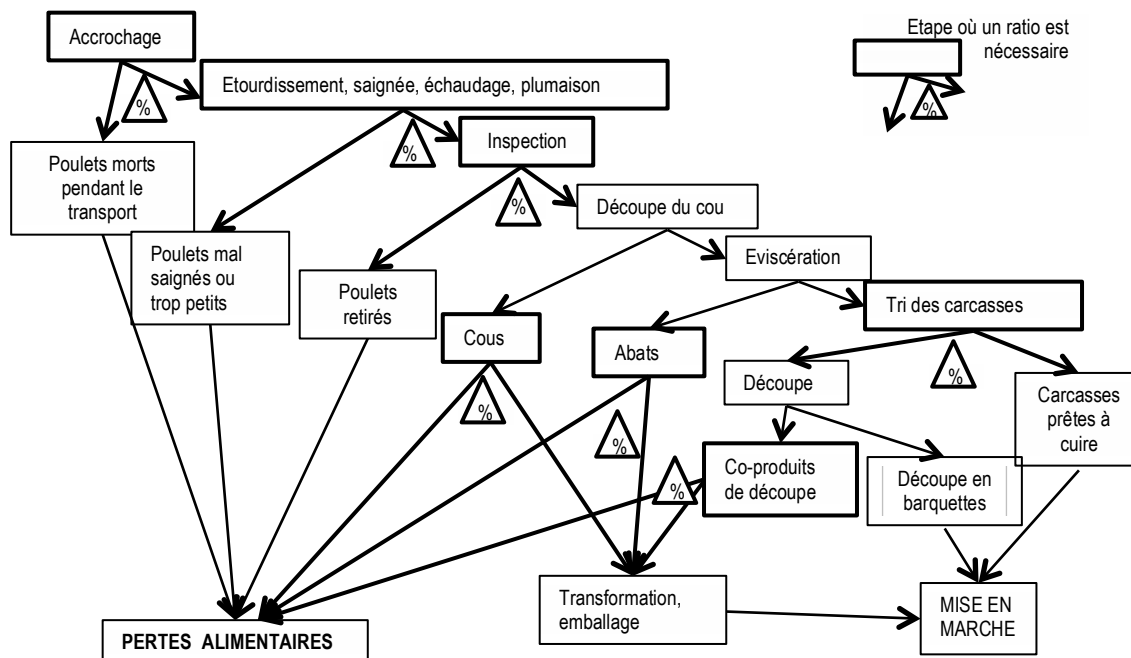 Accrochage
Etape où un ratio est
nécessaire
%
Etourdissement, saignée, échaudage, plumaison
%
%
Inspection
Poulets morts
pendant le
transport
%
Découpe du cou
Poulets mal
saignés ou
trop petits
Eviscération
Poulets
retirés
Tri des carcasses
Cous
Abats
%
Découpe
Carcasses
prêtes à
cuire
%
%
Co-produits
de découpe
%
Découpe en
barquettes
Transformation,
emballage
MISE EN
MARCHE
PERTES ALIMENTAIRES